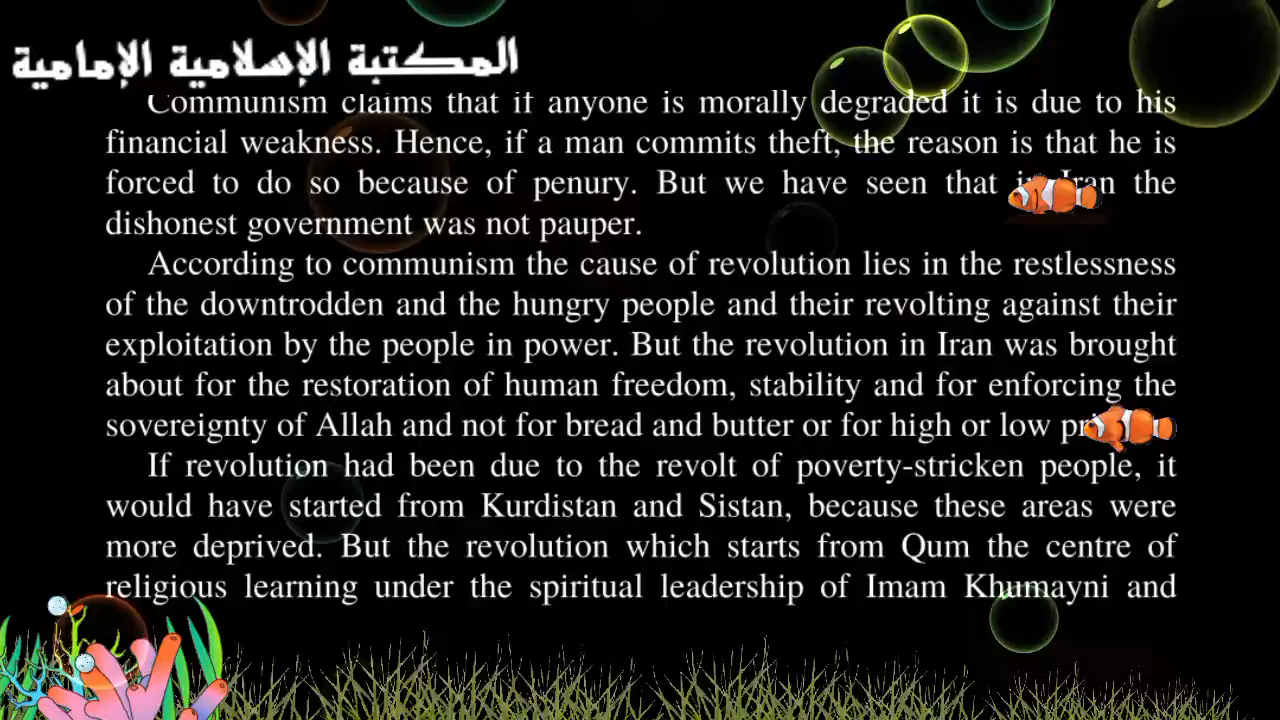 المكتبة الإسلامية الإمامية
Communism claims that if anyone is morally degraded it is due to his
financial weakness. Hence, if a man commits theft, the reason is that he is
forced to do so because of penury. But we have seen that in Iran the
dishonest government was not pauper.
According to communism the cause of revolution lies in the restlessness
of the downtrodden and the hungry people and their revolting against their
exploitation by the people in power. But the revolution in Iran was brought
about for the restoration of human freedom, stability and for enforcing the
sovereignty of Allah and not for bread and butter or for high or low
If revolution had been due to the revolt of poverty-stricken people, it
would have started from Kurdistan and Sistan, because these areas were
more deprived. But the revolution which starts from Qum the centre of
religious learning under the spiritual leadership of Imam Khumayni and